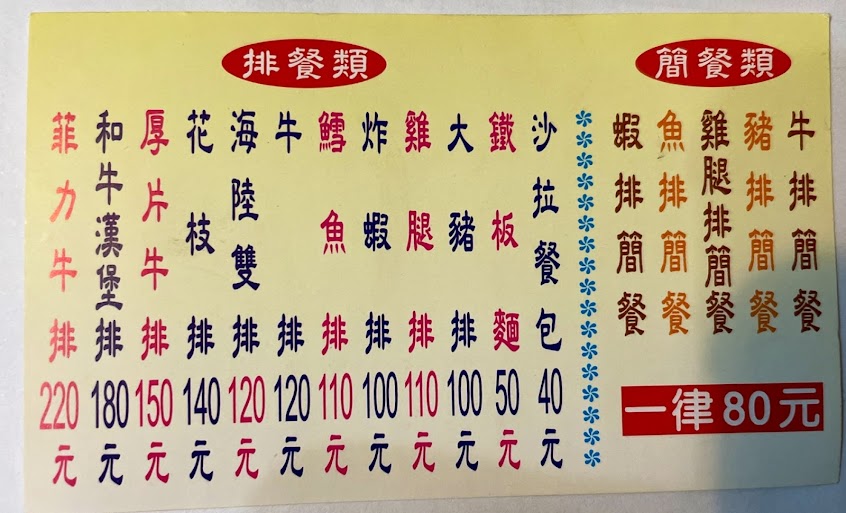 簡餐類
牛排簡餐
豬排簡餐
雞腿排簡餐
魚排簡餐
蝦排簡餐
一律80元
排餐類
沙拉餐包40元
鐵板麵50元
大豬排100元
雞腿排110元
炸蝦排100元
鱈魚排110元
牛排120元
海陸雙排120元
花枝排140元
厚片牛排150元
和牛漢堡排180元
菲力牛排220元